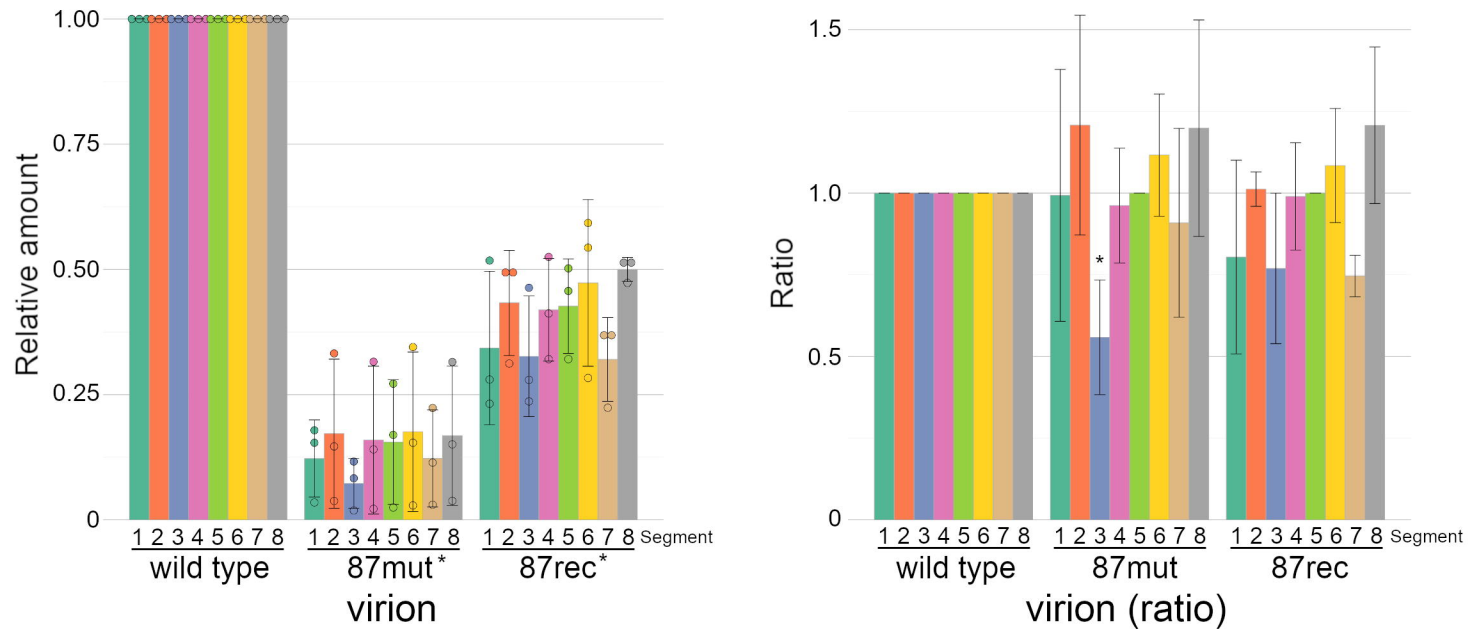 Relative amount
1.00
0.75
0.50
0.25
0
1 2 3 4 5 6 7 8 1 2 3 4 5 6 7 8 1 2 3 4 5 6 7 8 Segment
wild type 87mut* 87rec*
virion
Ratio
1.5
1.0
0.5
0
*
1 2 3 4 5 6 7 8 1 2 3 4 5 6 7 8 1 2 3 4 5 6 7 8 Segment
wild type 87mut 87rec
virion (ratio)